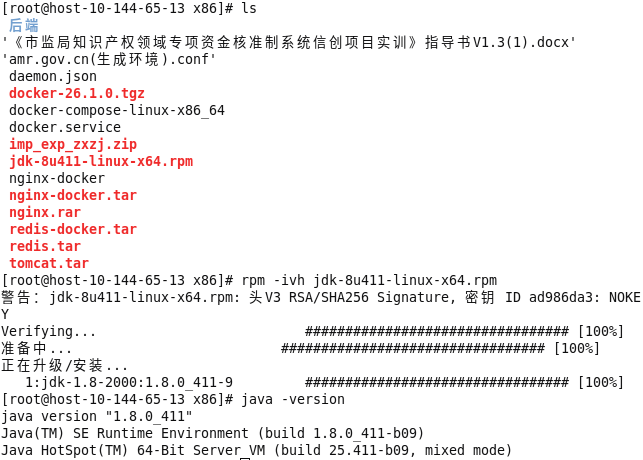 [root@host-10-144-65-13 x86]# ls
后端
'《市监局知识产权领域专项资金核准制系统信创项目实训》指导书V1.3(1).docx'
'amr.gov.cn(生成环境).conf'
daemon.json
docker-26.1.0.tgz
docker-compose-linux-x86_64
docker.service
imp_exp_zxzj.zip
jdk-8u411-linux-x64.rpm
nginx-docker
nginx-docker.tar
nginx.rar
redis-docker.tar
redis.tar
tomcat.tar
[root@host-10-144-65-13 x86]# rpm -ivh jdk-8u411-linux-x64.rpm
警告：jdk-8u411-linux-x64.rpm: 头V3 RSA/SHA256 Signature, 密钥 ID ad986da3: NOKE
Y
Verifying...                          ################################# [100%]
准备中...                          ################################# [100%]
正在升级/安装...
   1:jdk-1.8-2000:1.8.0_411-9         ################################# [100%]
[root@host-10-144-65-13 x86]# java -version
java version "1.8.0_411"
Java(TM) SE Runtime Environment (build 1.8.0_411-b09)
Java HotSpot(TM) 64-Bit Server VM (build 25.411-b09, mixed mode)